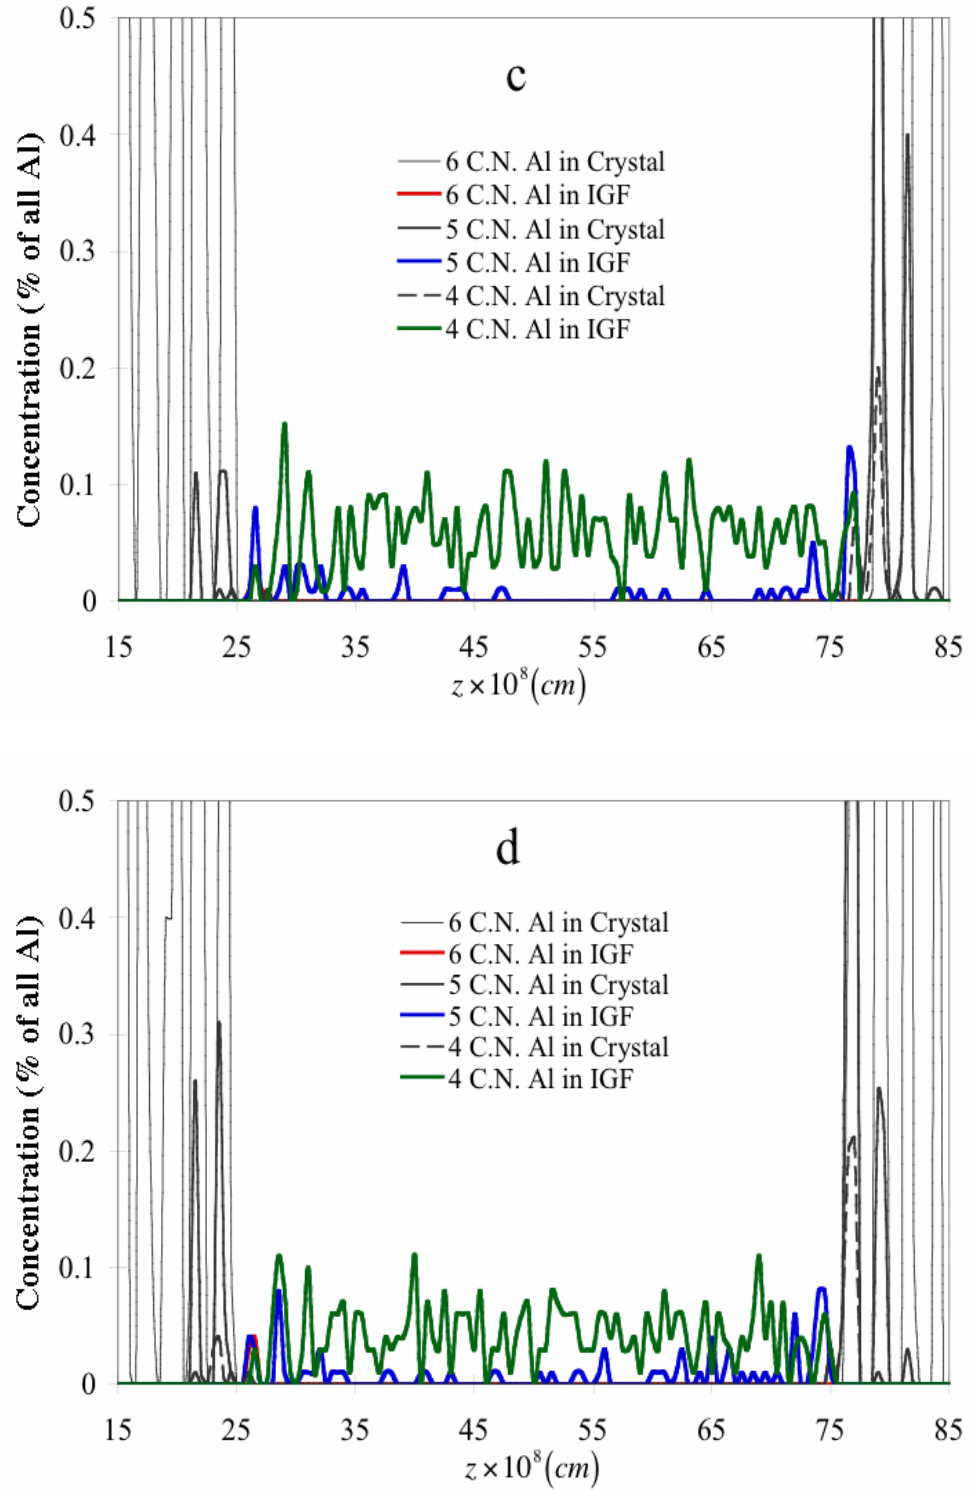 0.5
c
0.4
6 C.N. Al in Crystal
6 C.N. Al in IGF
5 C.N. Al in Crystal
5 C.N. Al in IGF
4 C.N. Al in Crystal
4 C.N. Al in IGF
0.3
0.2
0.1
0
Concentration (% of all Al)
15 25 35 45 55 65 75 85
z×10⁸(cm)
0.5
d
0.4
6 C.N. Al in Crystal
6 C.N. Al in IGF
5 C.N. Al in Crystal
5 C.N. Al in IGF
4 C.N. Al in Crystal
4 C.N. Al in IGF
0.3
0.2
0.1
0
Concentration (% of all Al)
15 25 35 45 55 65 75 85
z×10⁸(cm)